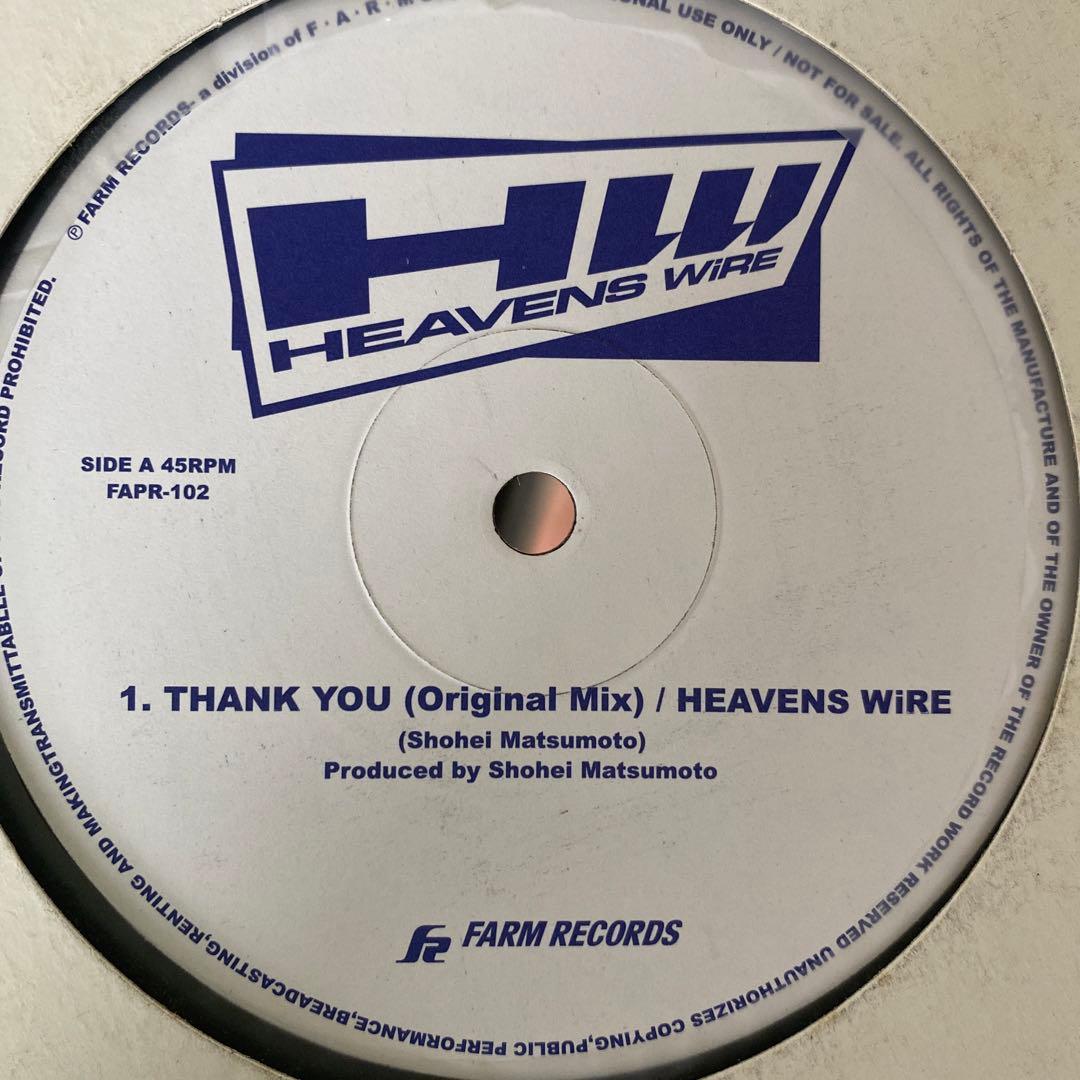 HW
HEAVENS WiRE
SIDE A 45RPM
FAPR-102
1. THANK YOU (Original Mix) / HEAVENS WiRE
(Shohei Matsumoto)
Produced by Shohei Matsumoto
FR FARM RECORDS
Ⓟ FARM RECORDS- a division of F・A・R・M
USE ONLY / NOT FOR SALE. ALL RIGHTS OF THE MANUFACTURE AND OF THE OWNER OF THE RECORD WORK RESERVED UNAUTHORIZES COPYING,PUBLIC PERFORMANCE,BREADCASTING,RENTING AND MAKINGTRANSMITTABLLE RECORD PROHIBITED.